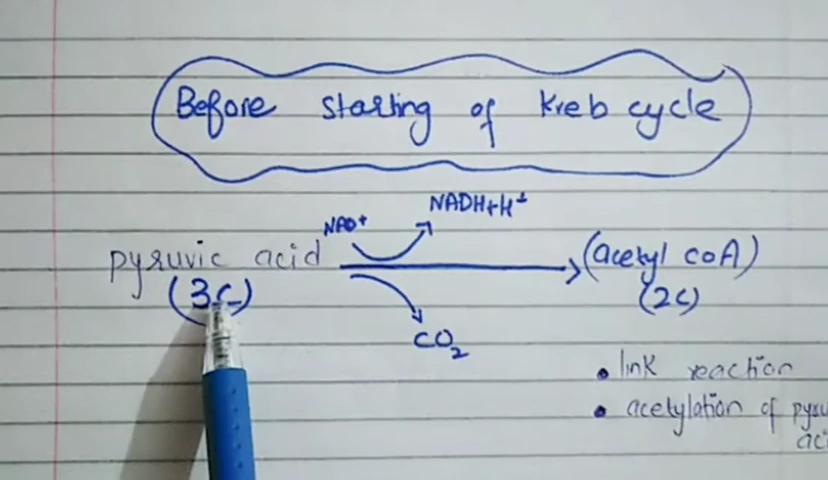 Before starting of Kreb cycle
NAD+ NADH+H+
pyruvic acid (acetyl coA)
(3C) (2C)
CO2
• link reaction
• acetylation of pyru
aci